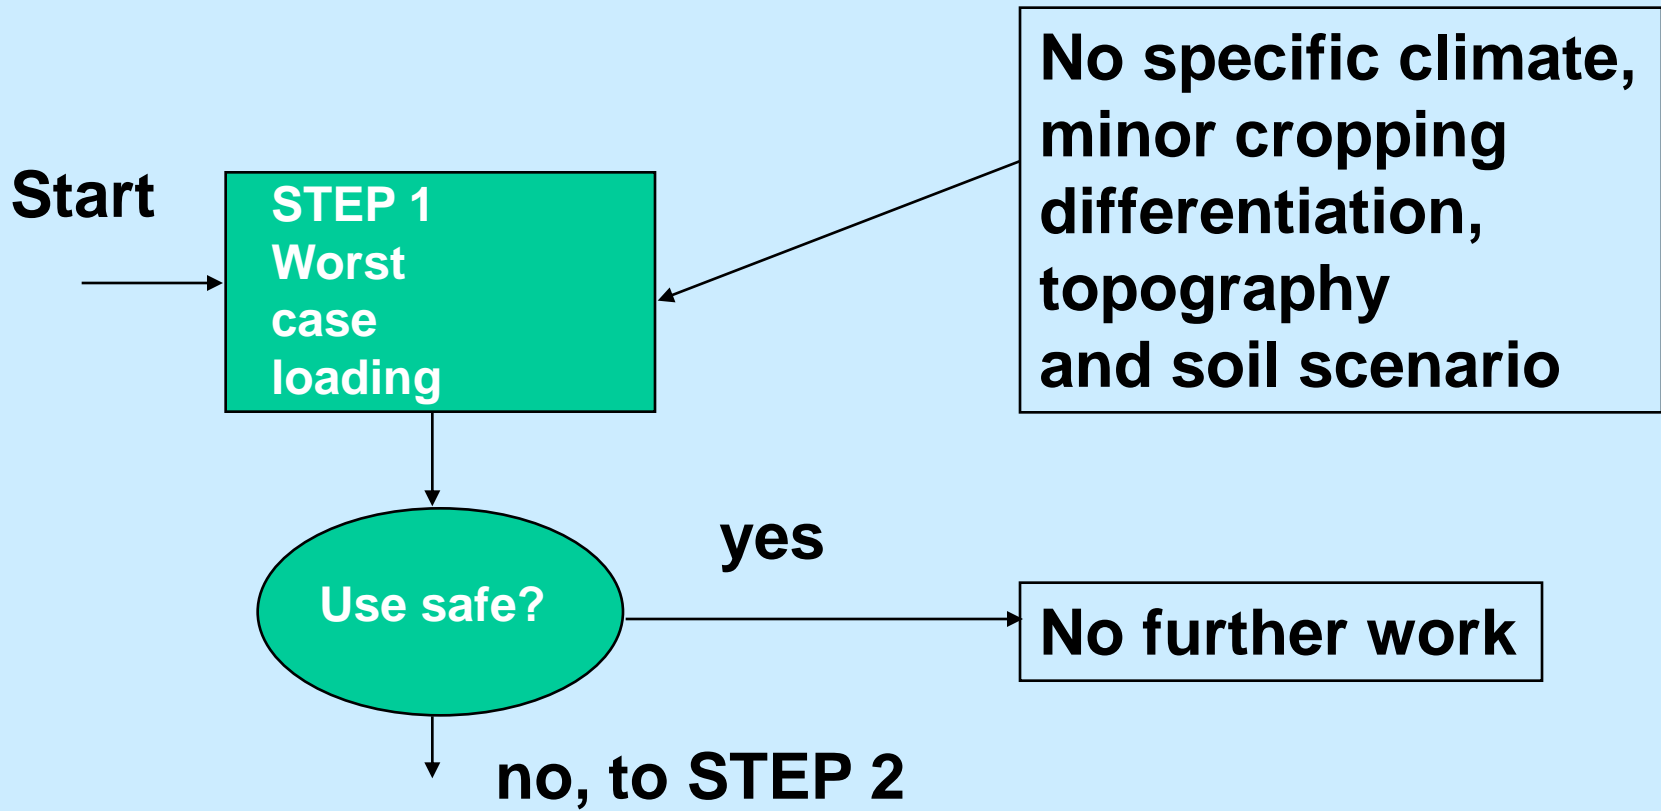 Start
STEP 1
Worst
case
loading
No specific climate,
minor cropping
differentiation,
topography
and soil scenario
Use safe?
yes
No further work
no, to STEP 2